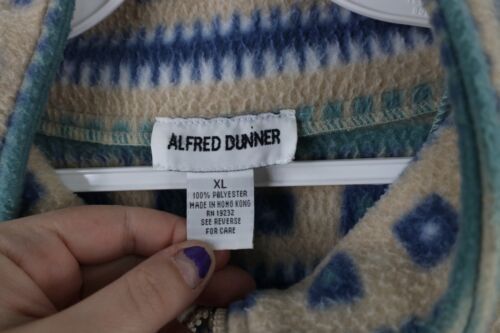 ALFRED DUNNER
XL
100% POLYESTER
MADE IN HONG KONG
RN 19232
SEE REVERSE
FOR CARE